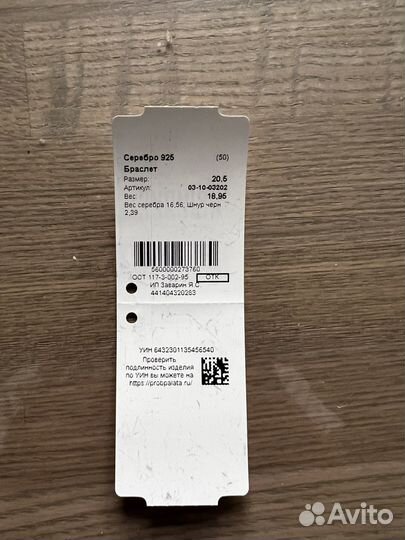 Серебро 925 (50)
Браслет
Размер: 20,5
Артикул: 03-10-03202
Вес: 18,95
Вес серебра 16,56, Шнур черн
2,39
5600000273760
ОСТ 117-3-002-95 ОТК
ИП Заварин Я.С
441404320263
УИН 6432301135456540
Проверить
подлинность изделия
по УИН вы можете на
https://probpalata.ru/
Avito